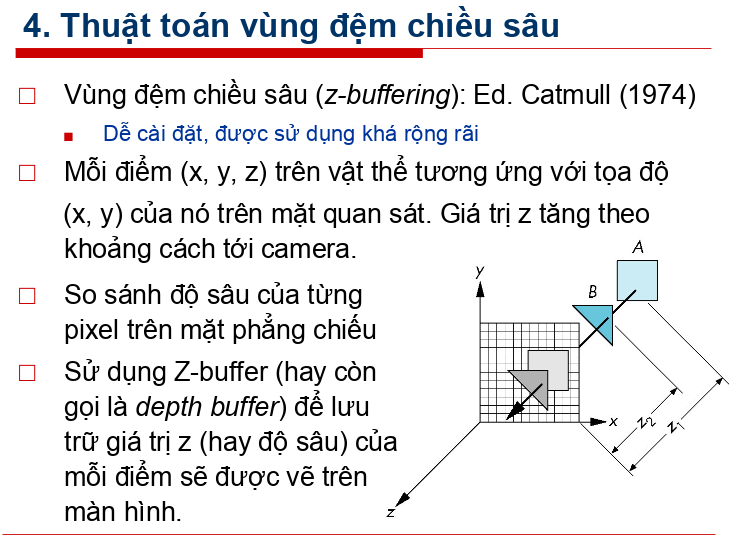 4. Thuật toán vùng đệm chiều sâu
Vùng đệm chiều sâu (z-buffering): Ed. Catmull (1974)
Dễ cài đặt, được sử dụng khá rộng rãi
Mỗi điểm (x, y, z) trên vật thể tương ứng với tọa độ
(x, y) của nó trên mặt quan sát. Giá trị z tăng theo
khoảng cách tới camera.
So sánh độ sâu của từng
pixel trên mặt phẳng chiếu
Sử dụng Z-buffer (hay còn
gọi là depth buffer) để lưu
trữ giá trị z (hay độ sâu) của
mỗi điểm sẽ được vẽ trên
màn hình.
A
y
B
x
z2
z1
z